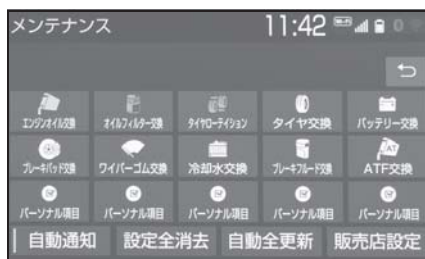 メンテナンス 11:42 Wi-Fi 0
エンジンオイル交換 オイルフィルター交換 タイヤローテイション タイヤ交換 バッテリー交換
ブレーキパッド交換 ワイパーゴム交換 冷却水交換 ブレーキフルード交換 ATF交換
パーソナル項目 パーソナル項目 パーソナル項目 パーソナル項目 パーソナル項目
自動通知 設定全消去 自動全更新 販売店設定